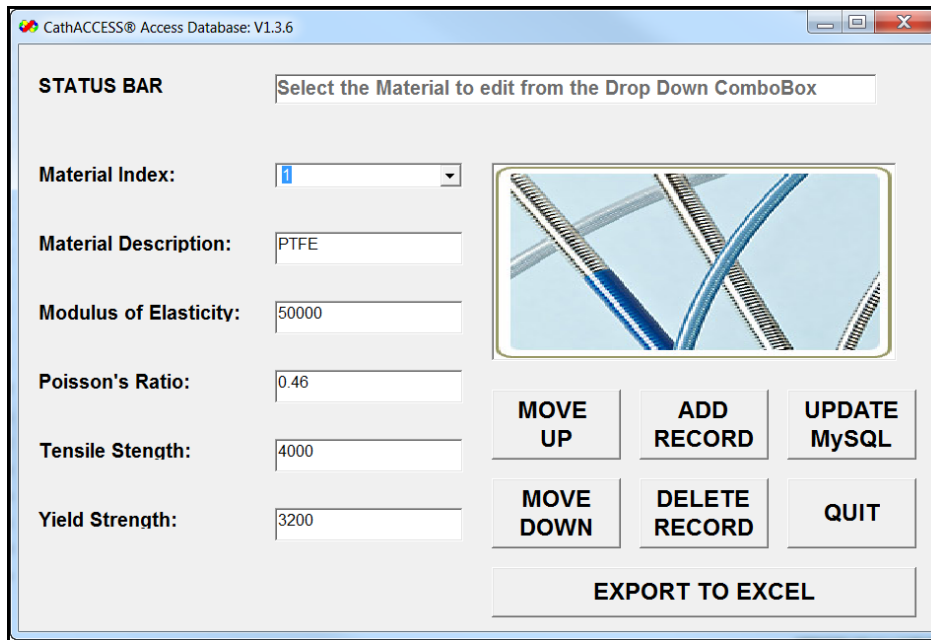 CathACCESS® Access Database: V1.3.6
STATUS BAR
Select the Material to edit from the Drop Down ComboBox
Material Index:
1
Material Description:
PTFE
Modulus of Elasticity:
50000
Poisson's Ratio:
0.46
Tensile Stength:
4000
Yield Strength:
3200
MOVE
UP
ADD
RECORD
UPDATE
MySQL
MOVE
DOWN
DELETE
RECORD
QUIT
EXPORT TO EXCEL